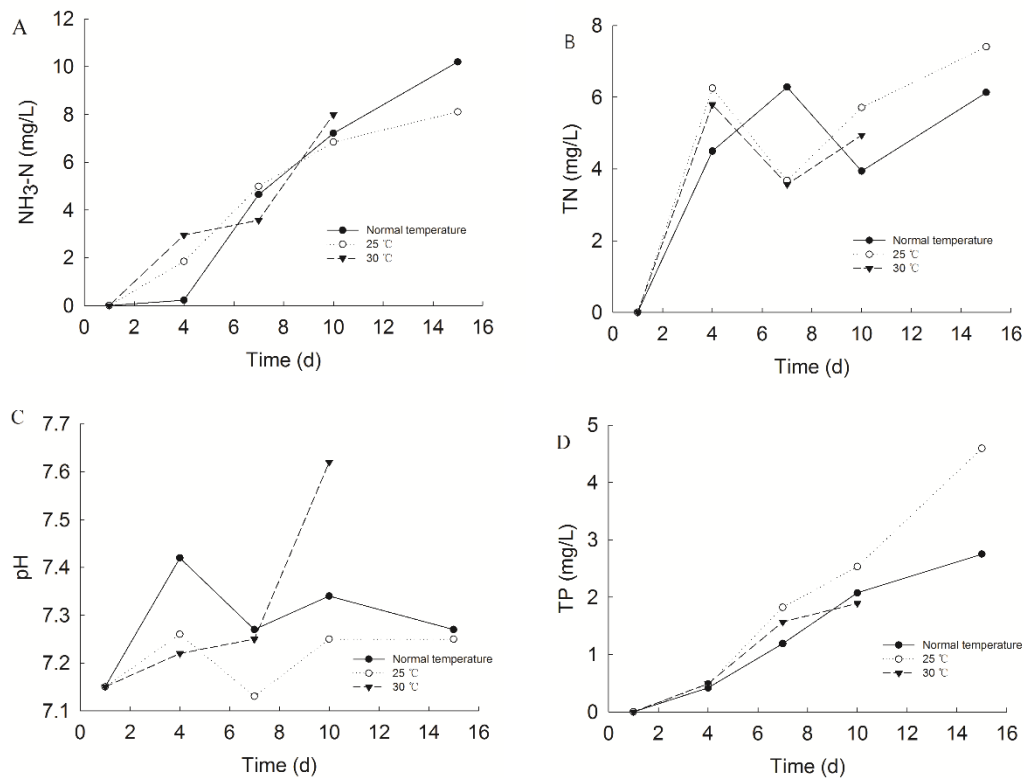 A
NH3-N (mg/L)
12
10
8
6
4
2
0
0 2 4 6 8 10 12 14 16
Time (d)
Normal temperature
25 ℃
30 ℃
B
TN (mg/L)
8
6
4
2
0
0 2 4 6 8 10 12 14 16
Time (d)
Normal temperature
25 ℃
30 ℃
C
pH
7.7
7.6
7.5
7.4
7.3
7.2
7.1
0 2 4 6 8 10 12 14 16
Time (d)
Normal temperature
25 ℃
30 ℃
D
TP (mg/L)
5
4
3
2
1
0
0 2 4 6 8 10 12 14 16
Time (d)
Normal temperature
25 ℃
30 ℃